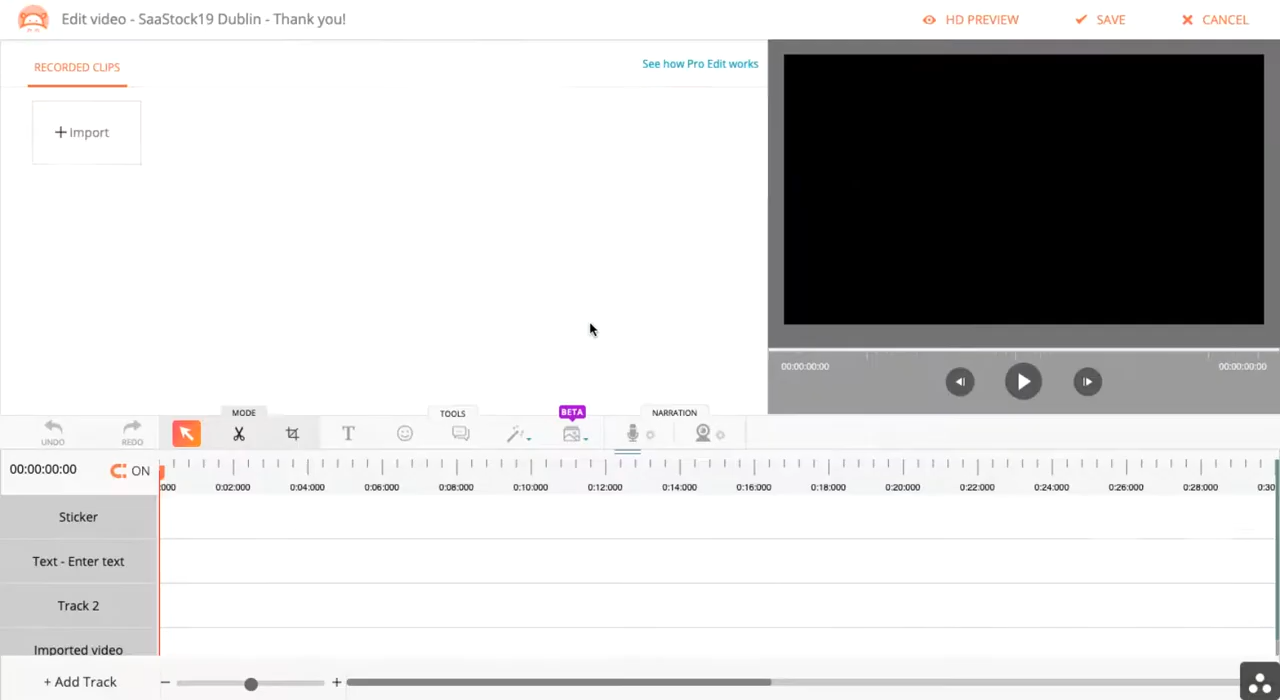 Edit video - SaaStock19 Dublin - Thank you!
HD PREVIEW
SAVE
CANCEL
RECORDED CLIPS
See how Pro Edit works
+ Import
00:00:00:00
00:00:00:00
MODE
TOOLS
BETA
NARRATION
UNDO
REDO
T
00:00:00:00
ON
:000 0:02:000 0:04:000 0:06:000 0:08:000 0:10:000 0:12:000 0:14:000 0:16:000 0:18:000 0:20:000 0:22:000 0:24:000 0:26:000 0:28:000 0:30
Sticker
Text - Enter text
Track 2
Imported video
+ Add Track